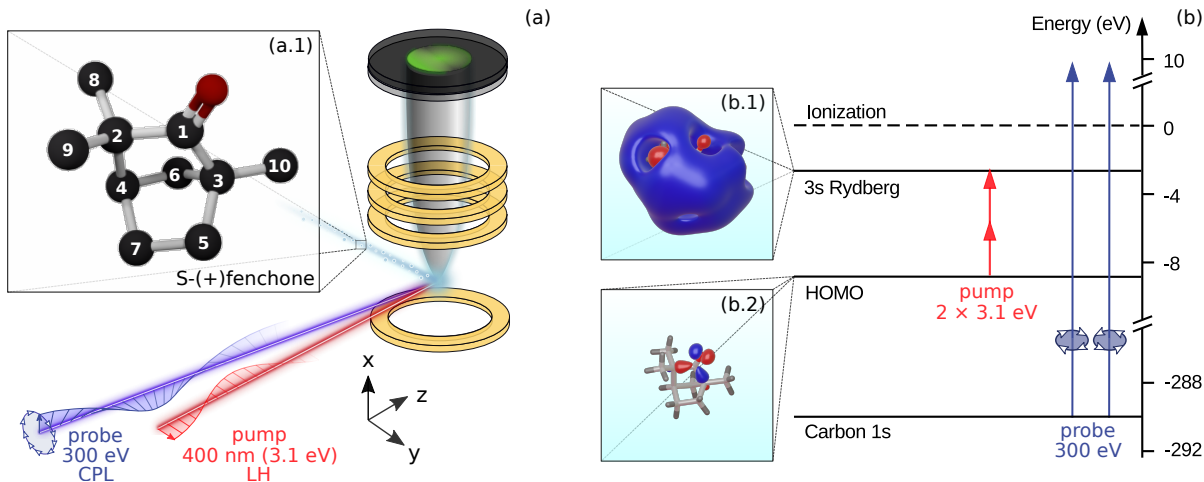 (a)
(a.1)
8
1
2
9
10
6
3
4
7
5
S-(+)fenchone
x
z
y
probe
300 eV
CPL
pump
400 nm (3.1 eV)
LH
(b)
Energy (eV)
10
(b.1)
Ionization
0
3s Rydberg
-4
-8
HOMO
pump
2 × 3.1 eV
(b.2)
-288
Carbon 1s
probe
300 eV
-292